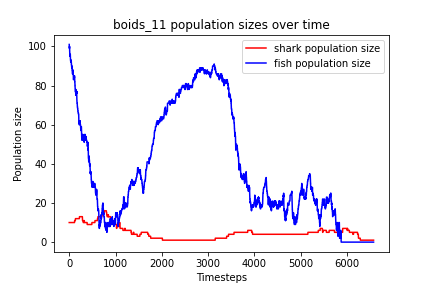 boids_11 population sizes over time
shark population size
fish population size
Population size
100
80
60
40
20
0
0 1000 2000 3000 4000 5000 6000
Timesteps